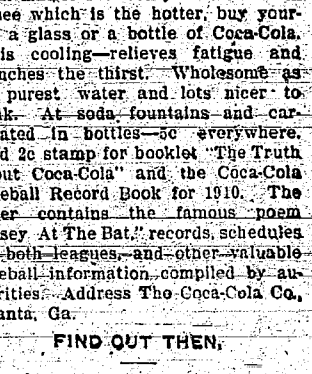 nee which is the hotter, buy your-
a glass or a bottle of Coca-Cola.
is cooling—relieves fatigue and
nches the thirst. Wholesome as
purest water and lots nicer to
nk. At soda fountains and car-
ated in bottles—5c everywhere.
d 2c stamp for booklet "The Truth
out Coca-Cola" and the Coca-Cola
eball Record Book for 1910. The
er contains the famous poem
sey At The Bat," records, schedules
both leagues, and other valuable
eball information compiled by au-
rities. Address The Coca-Cola Co.,
anta, Ga.
FIND OUT THEN.